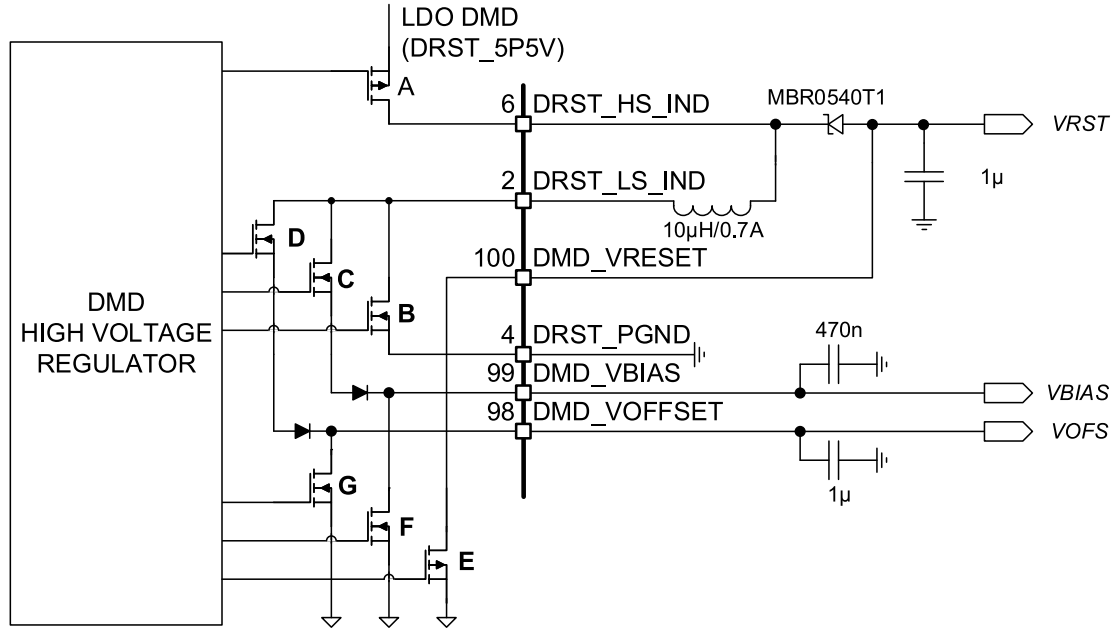 LDO DMD
(DRST_5P5V)
A
6 DRST_HS_IND
MBR0540T1
VRST
1µ
2 DRST_LS_IND
10µH/0.7A
D
C
B
100 DMD_VRESET
DMD
HIGH VOLTAGE
REGULATOR
4 DRST_PGND
470n
99 DMD_VBIAS
VBIAS
98 DMD_VOFFSET
VOFS
1µ
G
F
E